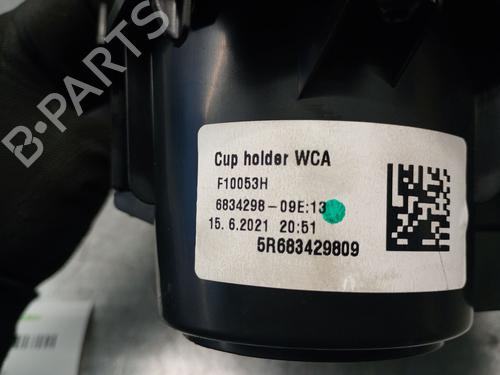 B-PARTS
Cup holder WCA
F10053H
6834298-09E:13
15. 6.2021 20:51
5R683429809